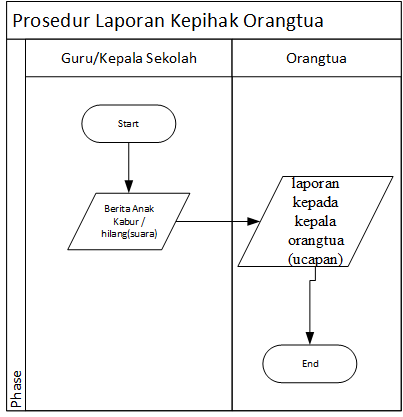 Prosedur Laporan Kepihak Orangtua
Guru/Kepala Sekolah
Orangtua
Start
Berita Anak
Kabur /
hilang(suara)
laporan
kepada
kepala
orangtua
(ucapan)
End
Phase